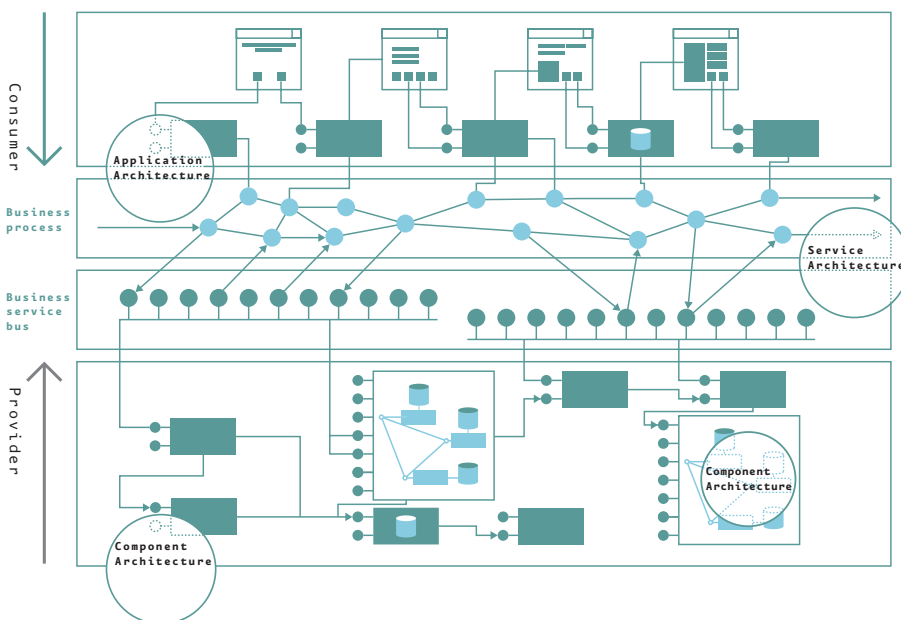 Consumer
Application
Architecture
Business
process
Service
Architecture
Business
service
bus
Provider
Component
Architecture
Component
Architecture